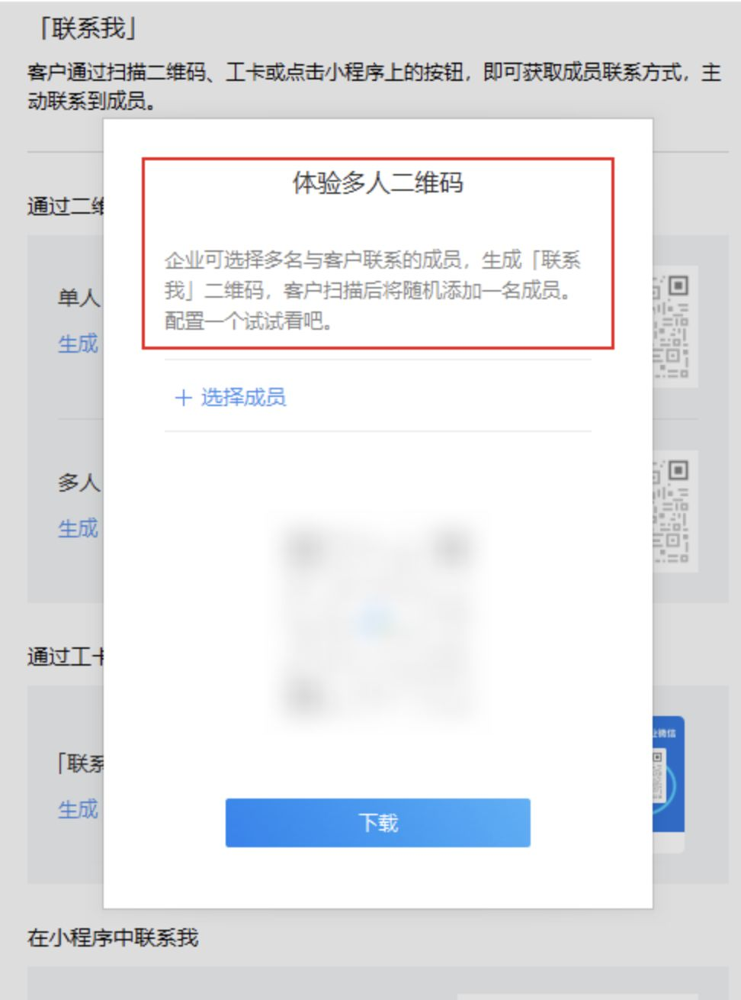 「联系我」
客户通过扫描二维码、工卡或点击小程序上的按钮，即可获取成员联系方式，主
动联系到成员。
通过二维
体验多人二维码
企业可选择多名与客户联系的成员，生成「联系
我」二维码，客户扫描后将随机添加一名成员。
配置一个试试看吧。
单人
生成
＋ 选择成员
多人
生成
通过工卡
业微信
「联系
生成
下载
在小程序中联系我